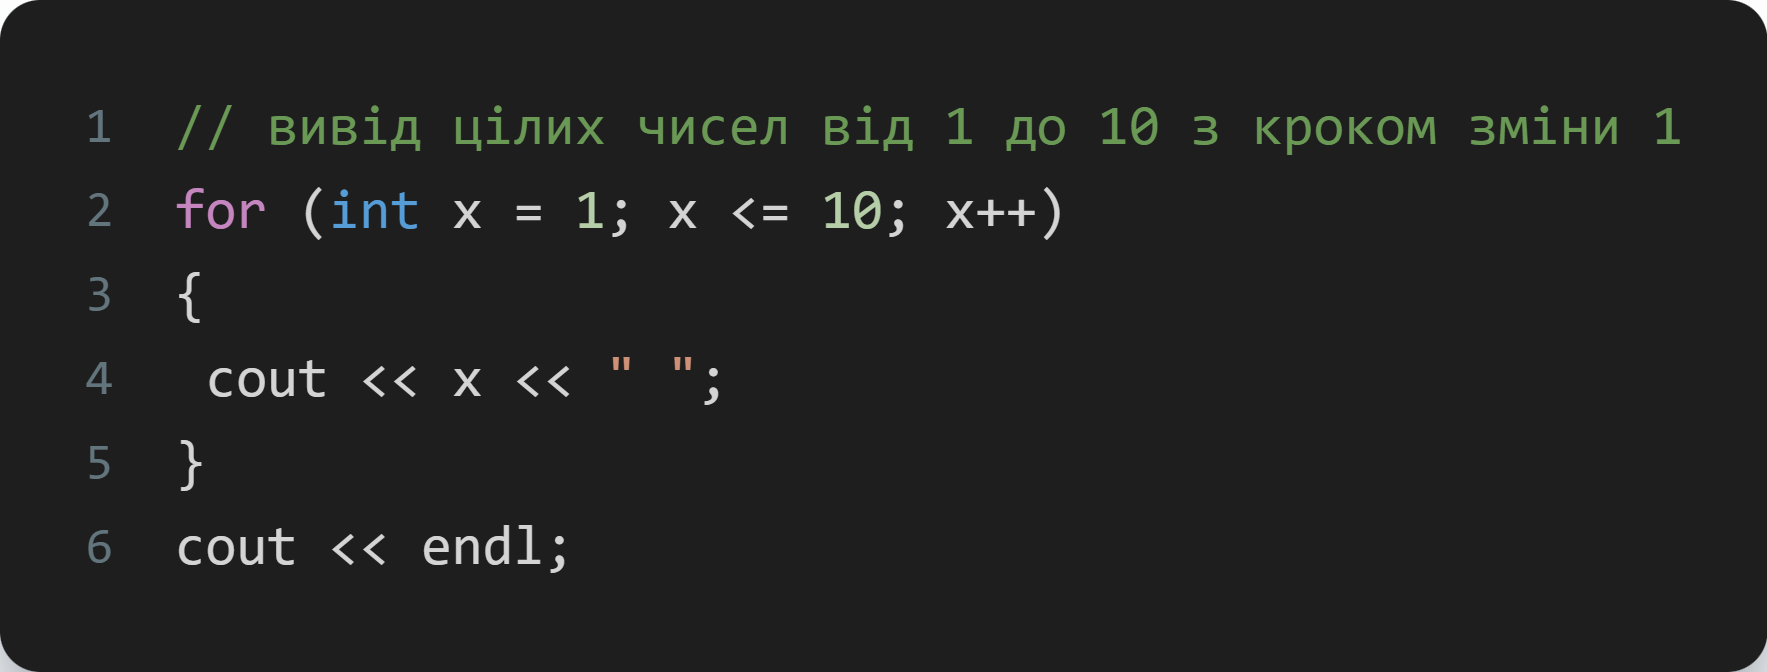 1 // вивід цілих чисел від 1 до 10 з кроком зміни 1
2 for (int x = 1; x <= 10; x++)
3 {
4  cout << x << " ";
5 }
6 cout << endl;